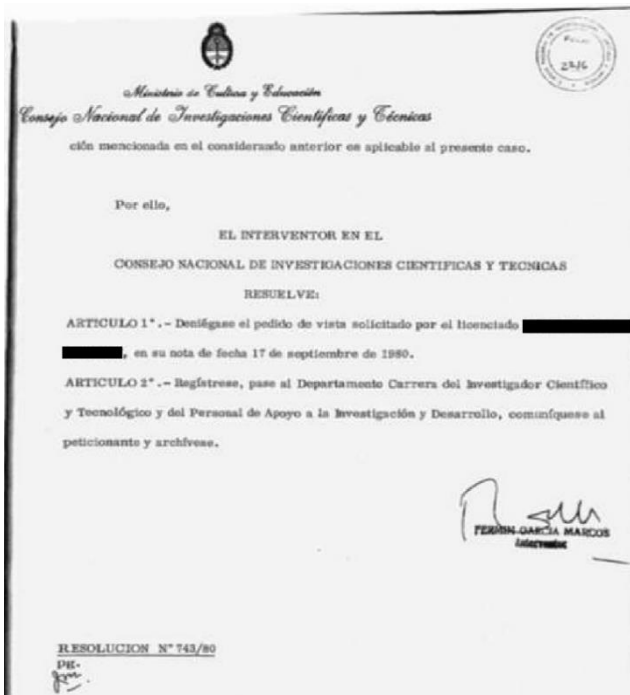 2216
Ministerio de Cultura y Educación
Consejo Nacional de Investigaciones Científicas y Técnicas
ción mencionada en el considerando anterior es aplicable al presente caso.
Por ello,
EL INTERVENTOR EN EL
CONSEJO NACIONAL DE INVESTIGACIONES CIENTIFICAS Y TECNICAS
RESUELVE:
ARTICULO 1°.- Deniégase el pedido de vista solicitado por el licenciado
, en su nota de fecha 17 de septiembre de 1980.
ARTICULO 2°.- Regístrese, pase al Departamento Carrera del Investigador Científico
y Tecnológico y del Personal de Apoyo a la Investigación y Desarrollo, comuníquese al
peticionante y archívese.
FERMIN GARCIA MARCOS
Interventor
RESOLUCION N° 743/80